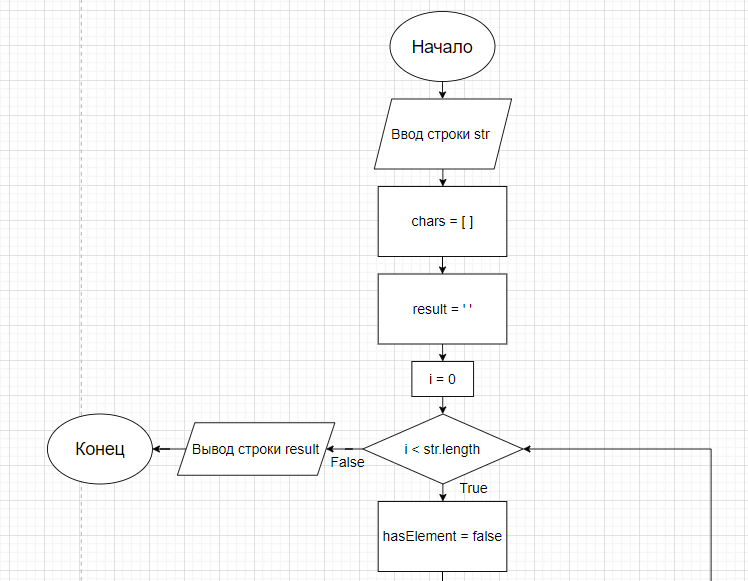 Начало
Ввод строки str
chars = [ ]
result = ' '
i = 0
i < str.length
False
Вывод строки result
Конец
True
hasElement = false